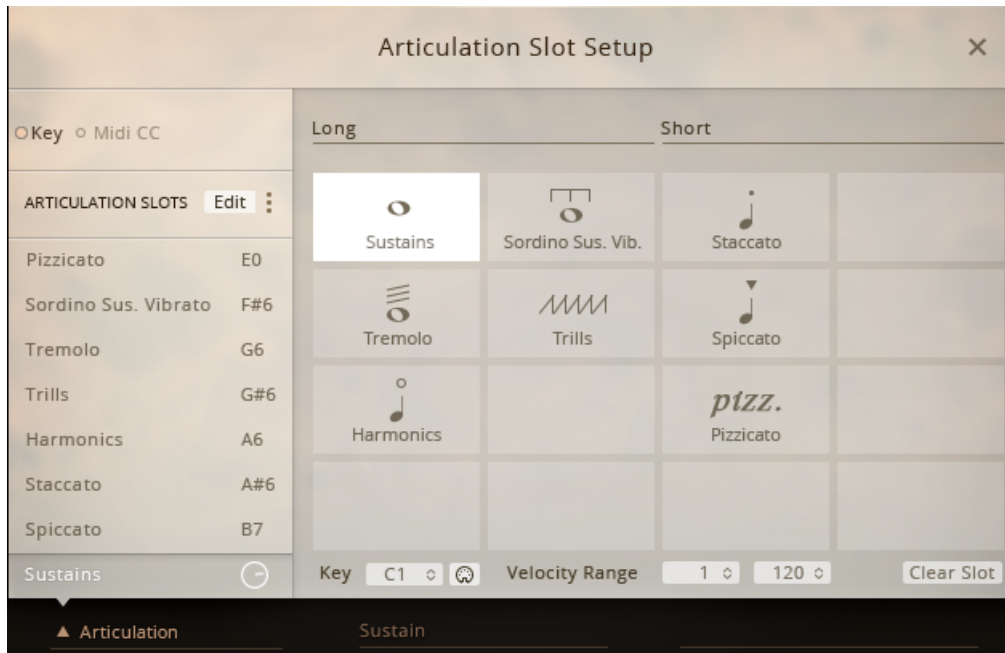 Articulation Slot Setup
Key Midi CC
Long Short
ARTICULATION SLOTS Edit
Sustains Sordino Sus. Vib. Staccato
Pizzicato E0
Sordino Sus. Vibrato F#6
Tremolo Trills Spiccato
Tremolo G6
Trills G#6
pizz.
Harmonics Pizzicato
Harmonics A6
Staccato A#6
Spiccato B7
Sustains
Key C1 Velocity Range 1 120 Clear Slot
Articulation Sustain